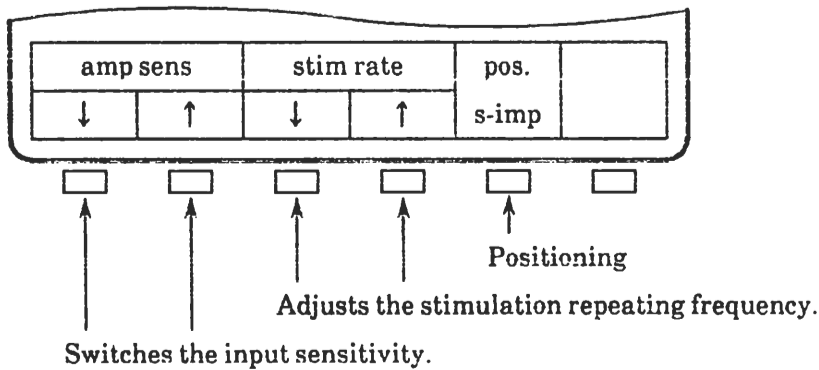 amp sens stim rate pos.
↓ ↑ ↓ ↑ s-imp
Positioning
Adjusts the stimulation repeating frequency.
Switches the input sensitivity.